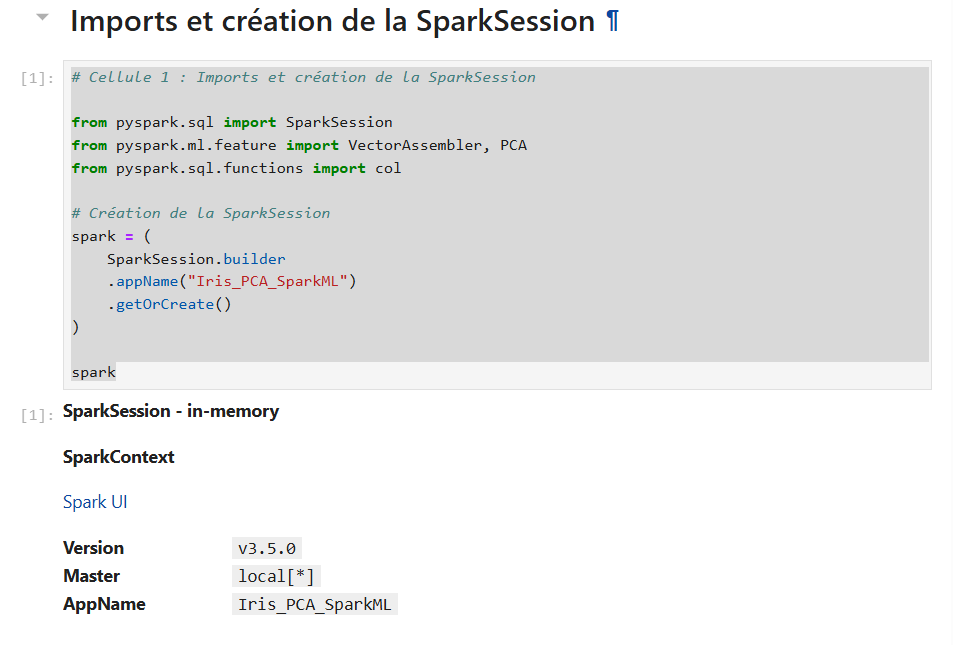 Imports et création de la SparkSession ¶
[1]:
# Cellule 1 : Imports et création de la SparkSession
from pyspark.sql import SparkSession
from pyspark.ml.feature import VectorAssembler, PCA
from pyspark.sql.functions import col
# Création de la SparkSession
spark = (
    SparkSession.builder
    .appName("Iris_PCA_SparkML")
    .getOrCreate()
)
spark
[1]:
SparkSession - in-memory
SparkContext
Spark UI
Version v3.5.0
Master local[*]
AppName Iris_PCA_SparkML